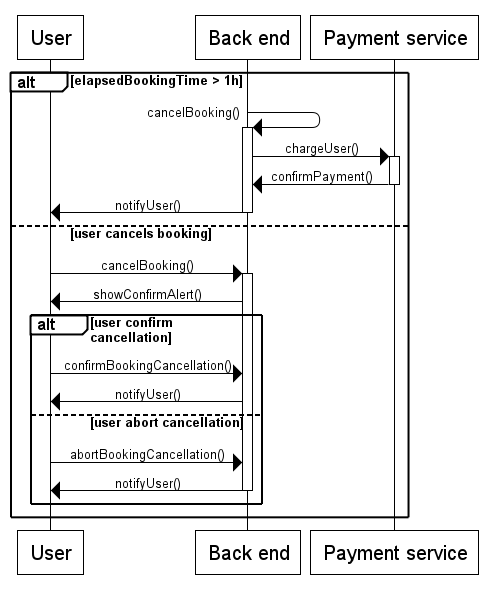 User
Back end
Payment service
alt
[elapsedBookingTime > 1h]
cancelBooking()
chargeUser()
confirmPayment()
notifyUser()
[user cancels booking]
cancelBooking()
showConfirmAlert()
alt
[user confirm
cancellation]
confirmBookingCancellation()
notifyUser()
[user abort cancellation]
abortBookingCancellation()
notifyUser()
User
Back end
Payment service